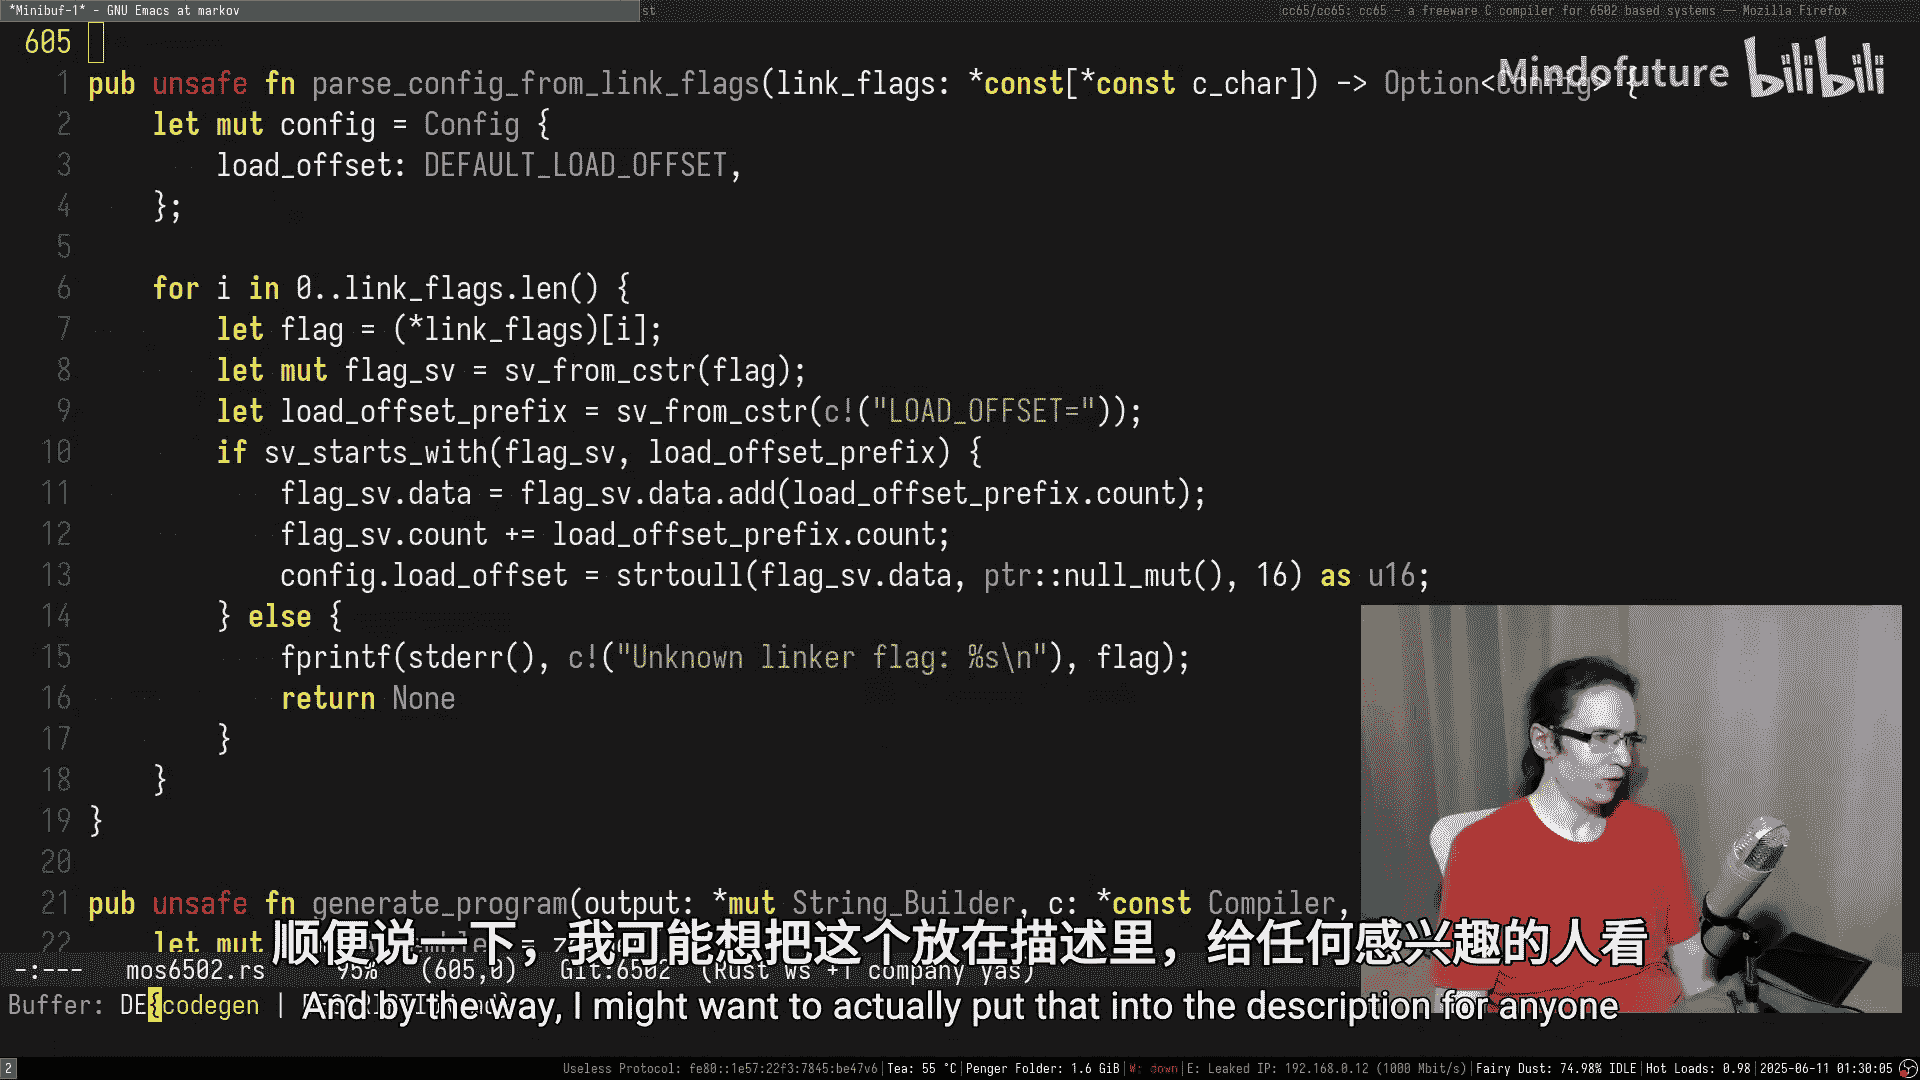 *Minibuf-1* - GNU Emacs at markov
st
cc65/cc65: cc65 - a freeware C compiler for 6502 based systems — Mozilla Firefox
Mindofuture bilibili
605
1 pub unsafe fn parse_config_from_link_flags(link_flags: *const[*const c_char]) -> Option<Config> {
2 let mut config = Config {
3 load_offset: DEFAULT_LOAD_OFFSET,
4 };
5
6 for i in 0..link_flags.len() {
7 let flag = (*link_flags)[i];
8 let mut flag_sv = sv_from_cstr(flag);
9 let load_offset_prefix = sv_from_cstr(c!("LOAD_OFFSET="));
10 if sv_starts_with(flag_sv, load_offset_prefix) {
11 flag_sv.data = flag_sv.data.add(load_offset_prefix.count);
12 flag_sv.count += load_offset_prefix.count;
13 config.load_offset = strtoull(flag_sv.data, ptr::null_mut(), 16) as u16;
14 } else {
15 fprintf(stderr(), c!("Unknown linker flag: %s\n"), flag);
16 return None
17 }
18 }
19 }
20
21 pub unsafe fn generate_program(output: *mut String_Builder, c: *const Compiler,
22 let mut
顺便说一下，我可能想把这个放在描述里，给任何感兴趣的人看
-:--- mos6502.rs 95% (605,0) Git:6502 (Rust ws +1 company yas)
Buffer: DE{codegen |
And by the way, I might want to actually put that into the description for anyone
2 Useless Protocol: fe80::1e57:22f3:7845:be47v6|Tea: 55 °C|Penger Folder: 1.6 GiB|W: down|E: Leaked IP: 192.168.0.12 (1000 Mbit/s)|Fairy Dust: 74.98% IDLE|Hot Loads: 0.98|2025-06-11 01:30:05